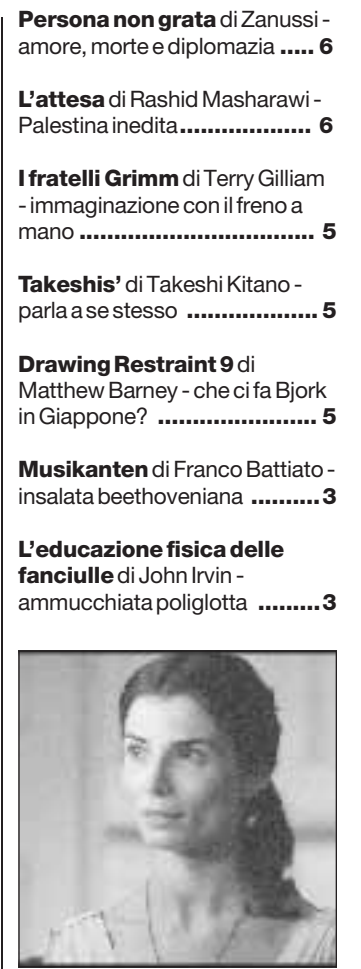 Persona non grata di Zanussi -
amore, morte e diplomazia ..... 6
L'attesa di Rashid Masharawi -
Palestina inedita................... 6
I fratelli Grimm di Terry Gilliam
- immaginazione con il freno a
mano .................................. 5
Takeshis' di Takeshi Kitano -
parla a se stesso ................... 5
Drawing Restraint 9 di
Matthew Barney - che ci fa Bjork
in Giappone? ....................... 5
Musikanten di Franco Battiato -
insalata beethoveniana .......... 3
L'educazione fisica delle
fanciulle di John Irvin -
ammucchiata poliglotta ......... 3